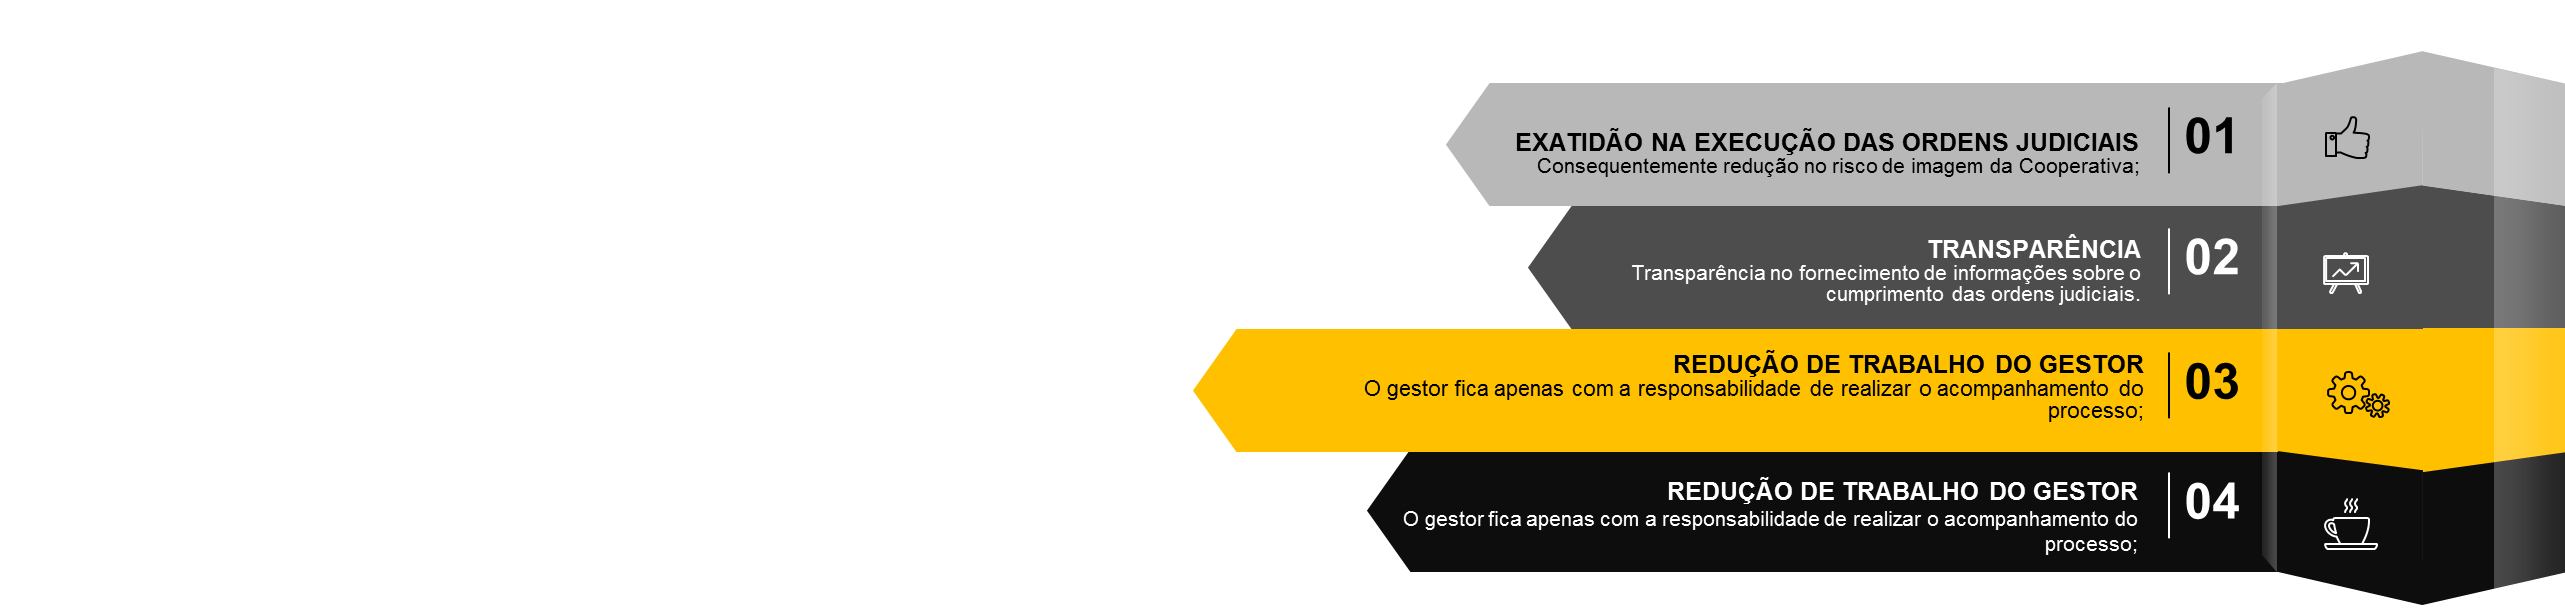 EXATIDÃO NA EXECUÇÃO DAS ORDENS JUDICIAIS
Consequentemente redução no risco de imagem da Cooperativa;
01
TRANSPARÊNCIA
Transparência no fornecimento de informações sobre o
cumprimento das ordens judiciais.
02
REDUÇÃO DE TRABALHO DO GESTOR
O gestor fica apenas com a responsabilidade de realizar o acompanhamento do
processo;
03
REDUÇÃO DE TRABALHO DO GESTOR
O gestor fica apenas com a responsabilidade de realizar o acompanhamento do
processo;
04